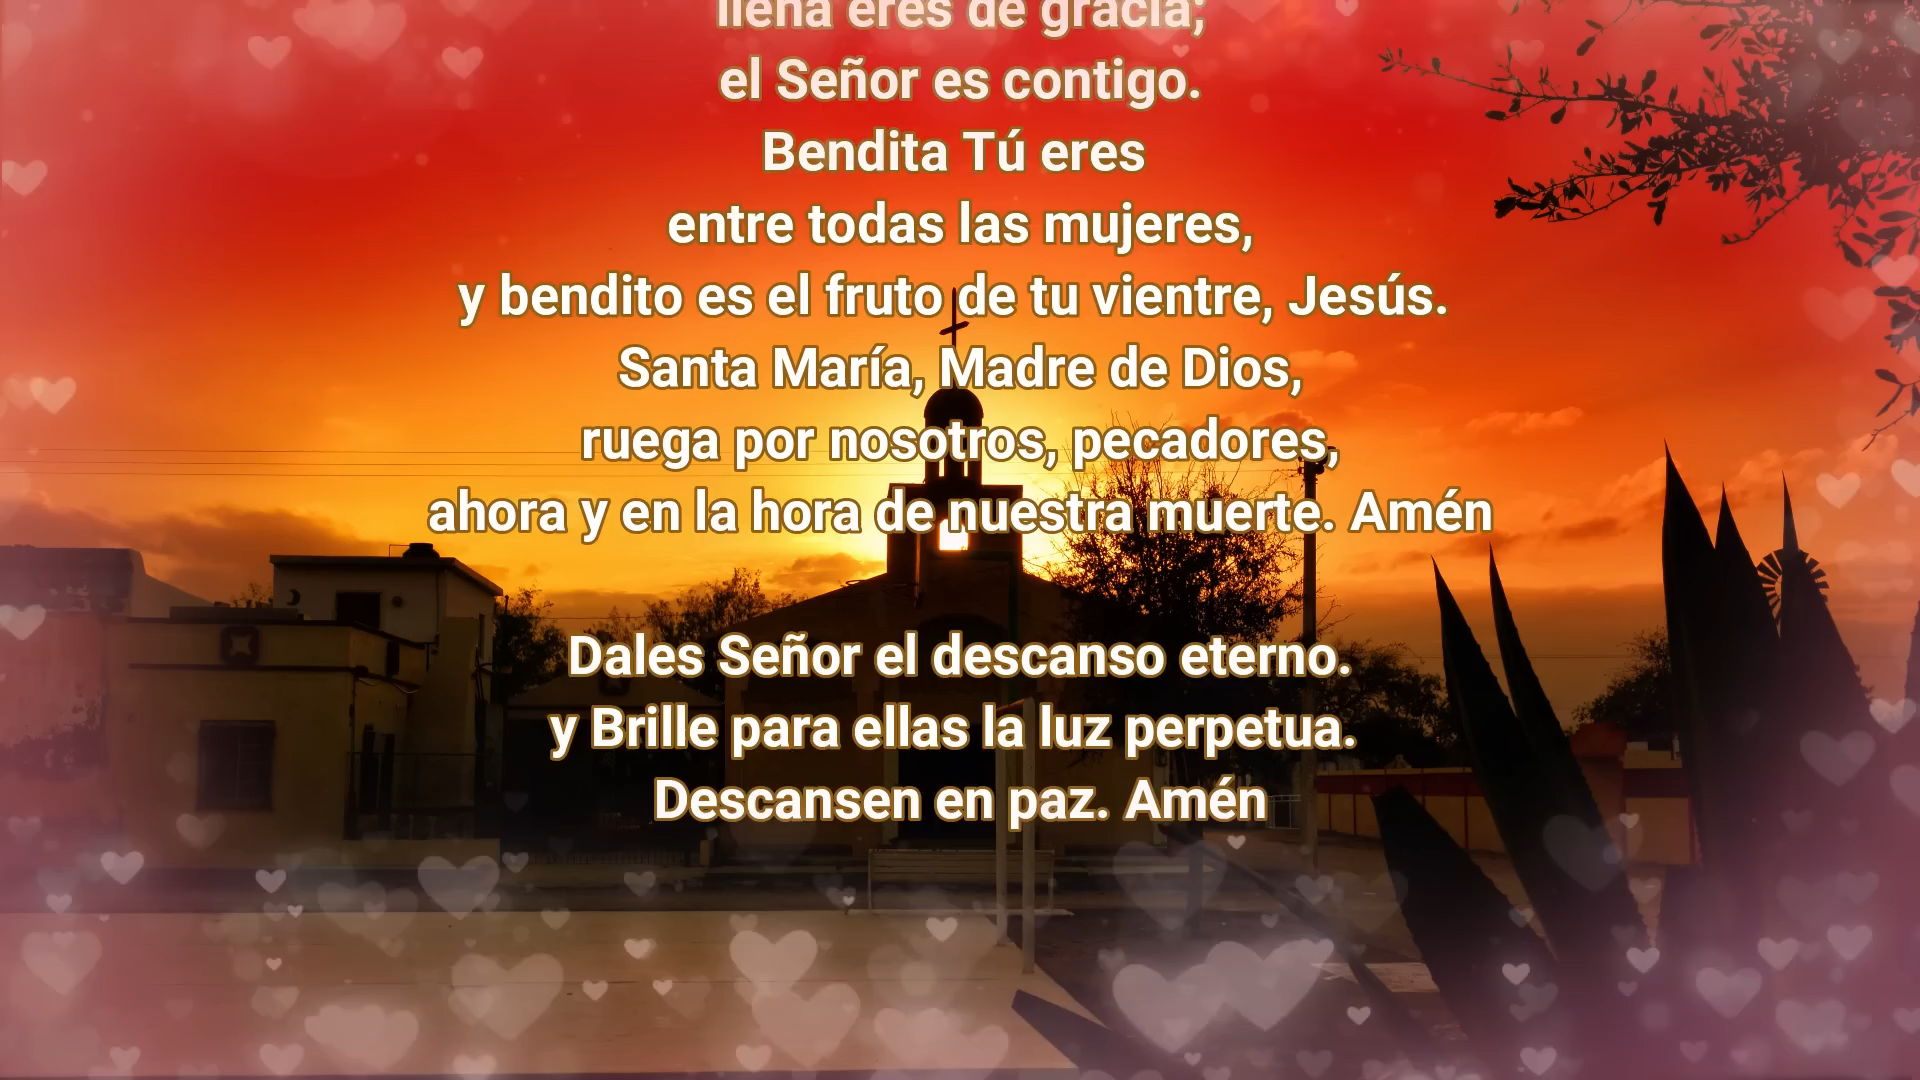 llena eres de gracia;
el Señor es contigo.
Bendita Tú eres
entre todas las mujeres,
y bendito es el fruto de tu vientre, Jesús.
Santa María, Madre de Dios,
ruega por nosotros, pecadores,
ahora y en la hora de nuestra muerte. Amén
Dales Señor el descanso eterno.
y Brille para ellas la luz perpetua.
Descansen en paz. Amén